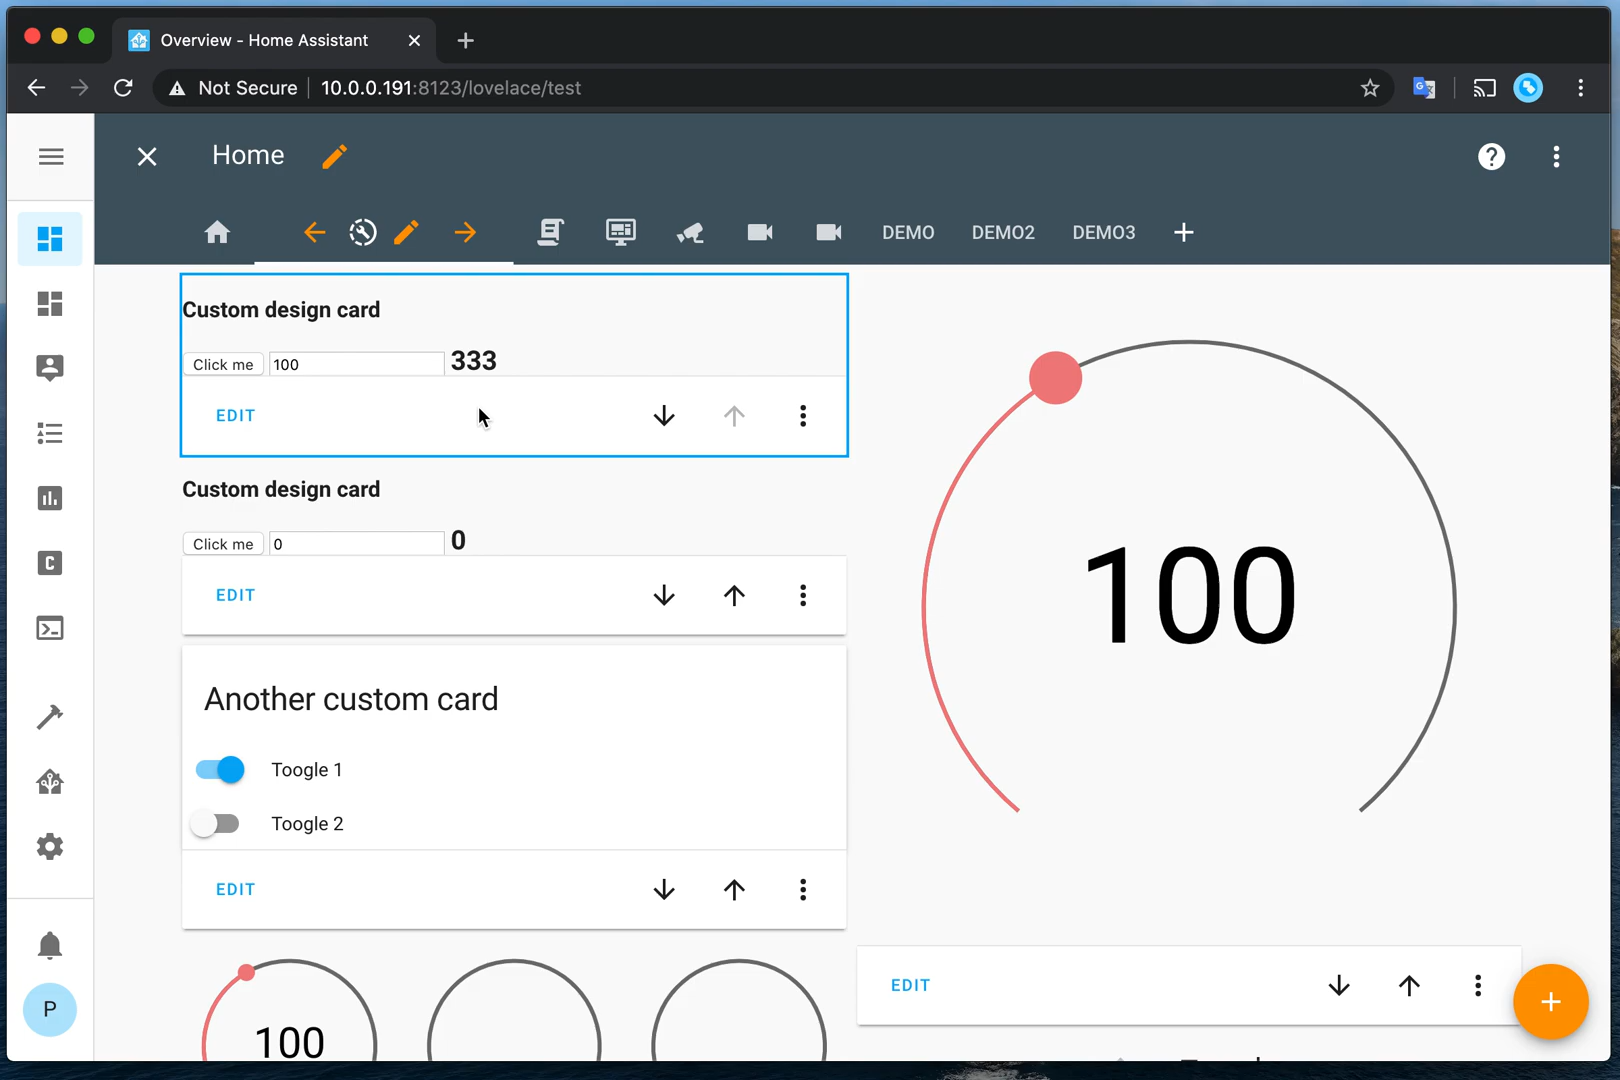 Overview - Home Assistant
Not Secure
10.0.0.191:8123/lovelace/test
Home
DEMO
DEMO2
DEMO3
Custom design card
Click me
100
333
EDIT
Custom design card
Click me
0
0
EDIT
Another custom card
Toogle 1
Toogle 2
EDIT
100
100
EDIT
C
P